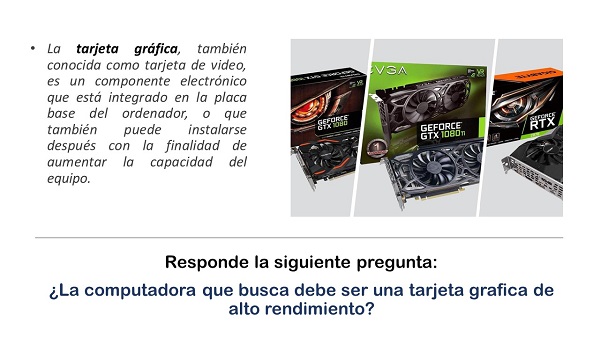 • La tarjeta gráfica, también
conocida como tarjeta de video,
es un componente electrónico
que está integrado en la placa
base del ordenador, o que
también puede instalarse
después con la finalidad de
aumentar la capacidad del
equipo.
GEFORCE
GTX 1080
EVGA
GEFORCE
GTX 1080 Ti
GIGABYTE
GEFORCE
RTX
Responde la siguiente pregunta:
¿La computadora que busca debe ser una tarjeta grafica de
alto rendimiento?